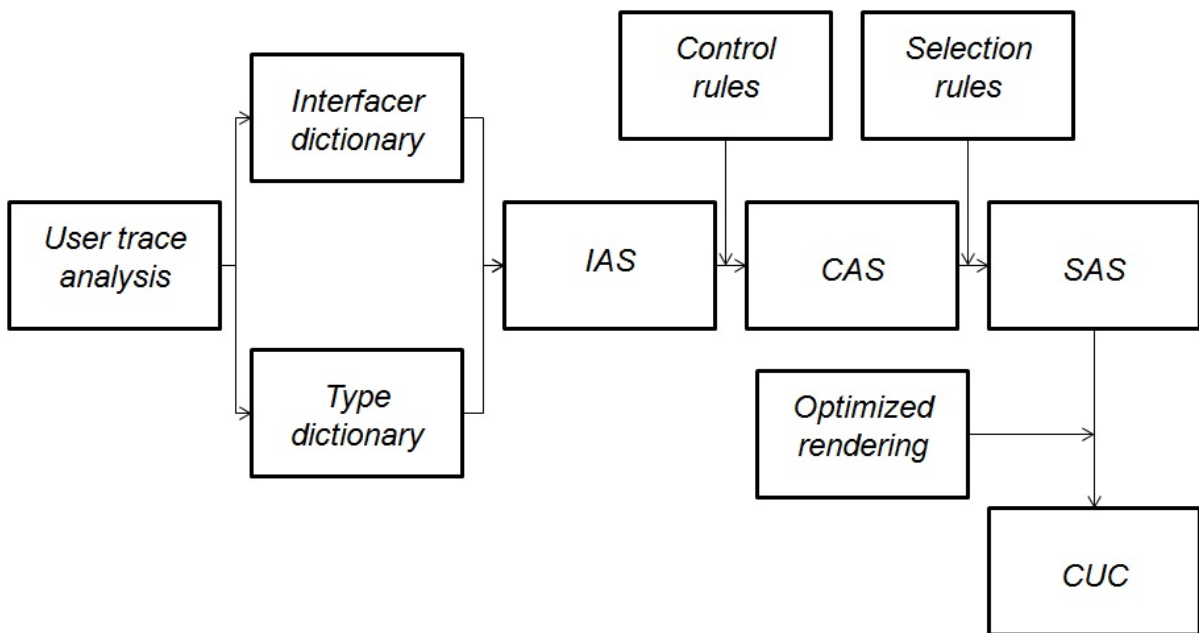 Control
rules
Selection
rules
Interfacer
dictionary
User trace
analysis
IAS
CAS
SAS
Type
dictionary
Optimized
rendering
CUC